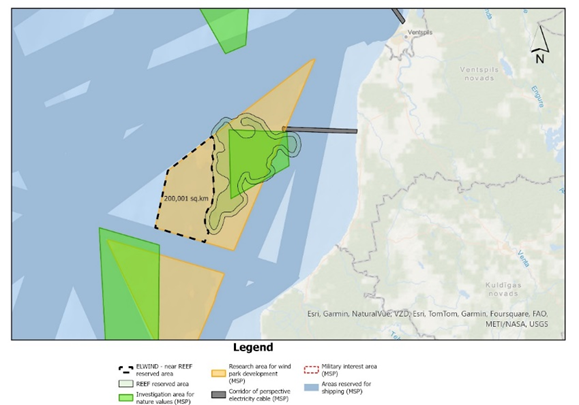 Ventspils
N
Ventspils
novads
Engure
200,001 sq.km
Venta
Kuldīgas
novads
Esri, Garmin, NaturalVue, VZD, Esri, TomTom, Garmin, Foursquare, FAO,
METI/NASA, USGS
Legend
ELWIND - near REEF
reserved area
REEF reserved area
Investigation area for
nature values (MSP)
Research area for wind
park development
(MSP)
Corridor of perspective
electricity cable (MSP)
Military interest area
(MSP)
Areas reserved for
shipping (MSP)